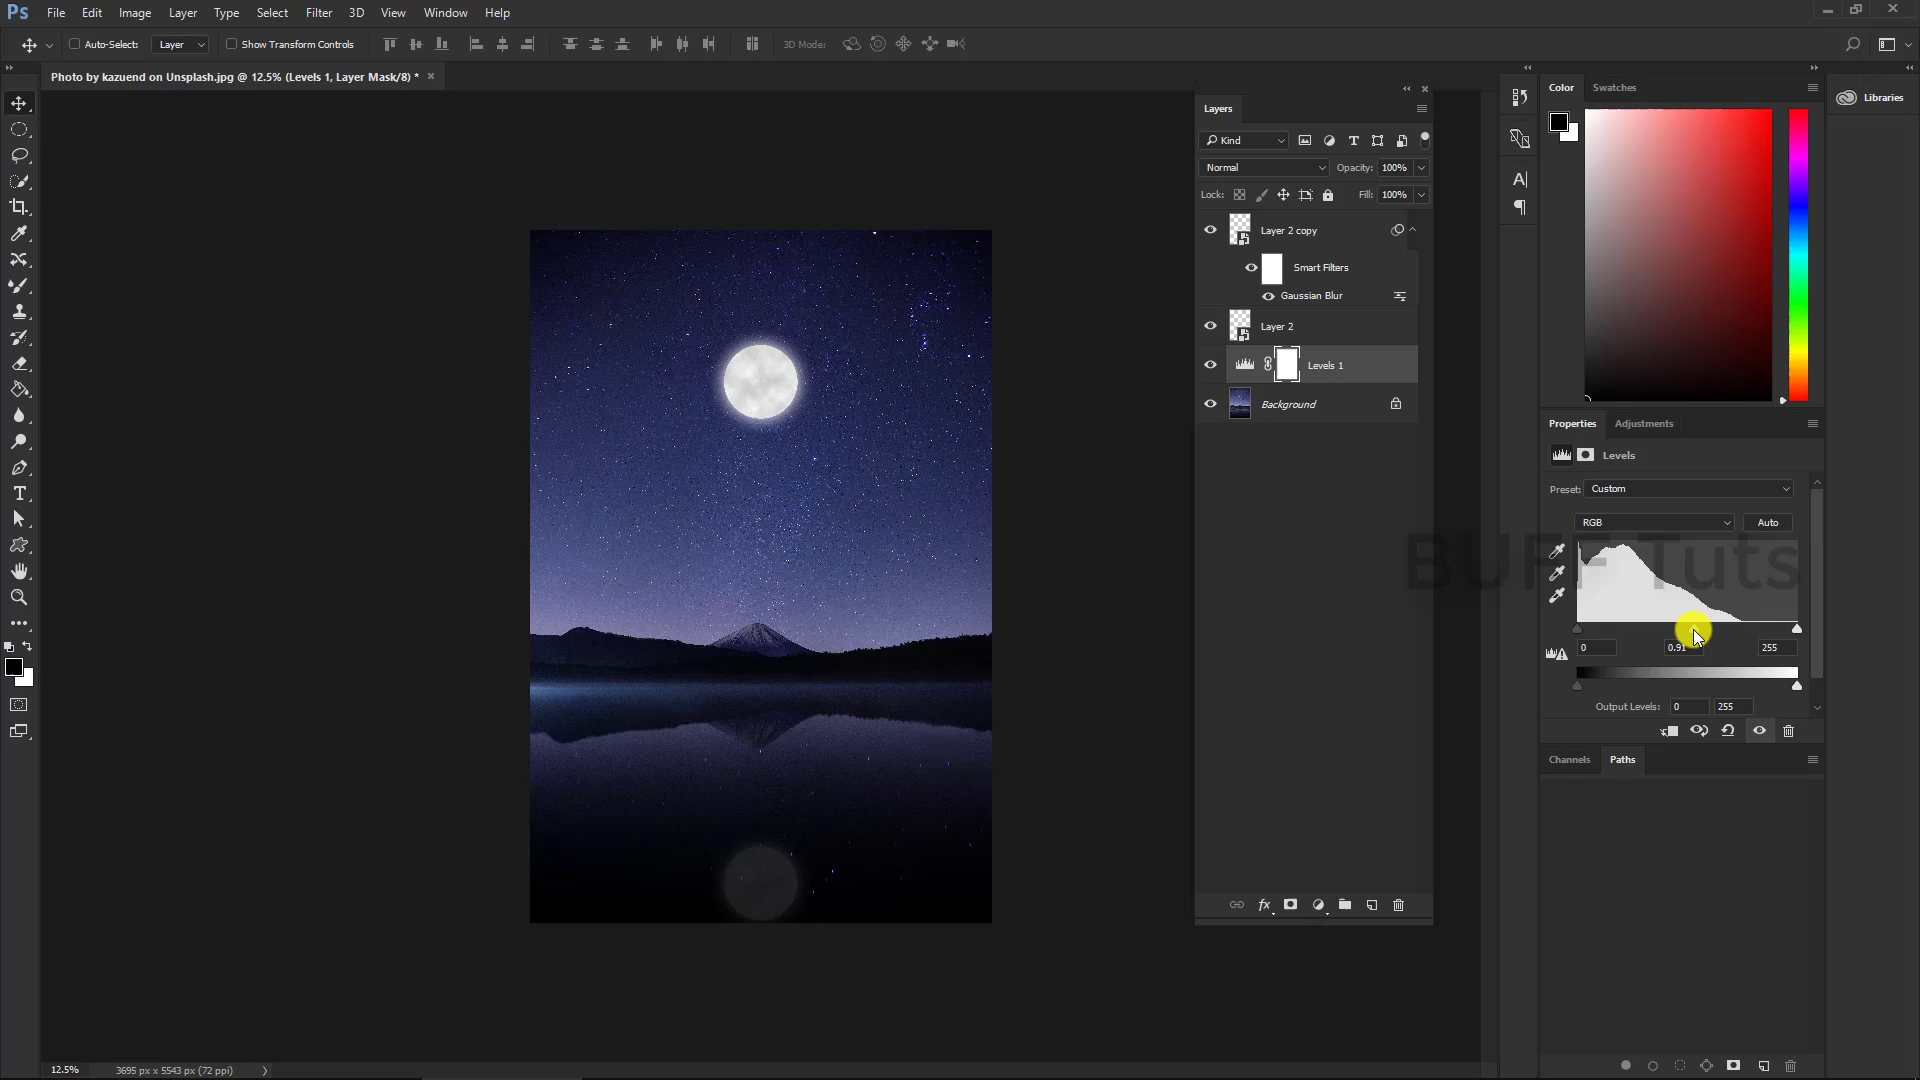 Ps File Edit Image Layer Type Select Filter 3D View Window Help
Auto-Select: Layer Show Transform Controls 3D Mode:
Photo by kazuend on Unsplash.jpg @ 12.5% (Levels 1, Layer Mask/8) *
Layers
Kind
Normal Opacity: 100%
Lock: Fill: 100%
Layer 2 copy
Smart Filters
Gaussian Blur
Layer 2
Levels 1
Background
fx
Color Swatches
Libraries
Properties Adjustments
Levels
Preset: Custom
RGB Auto
BUFF Tuts
0 0.91 255
Output Levels: 0 255
Channels Paths
12.5% 3695 px x 5543 px (72 ppi)